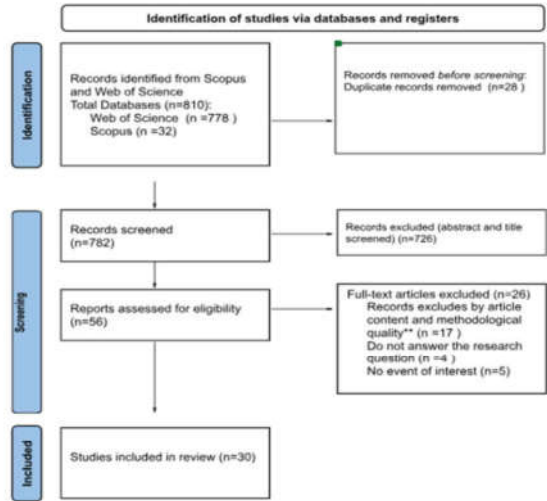 Identification of studies via databases and registers
Identification
Records identified from Scopus
and Web of Science
Total Databases (n=810):
Web of Science (n =778 )
Scopus (n =32)
Records removed before screening:
Duplicate records removed (n=28 )
Screening
Records screened
(n=782)
Records excluded (abstract and title
screened) (n=726)
Reports assessed for eligibility
(n=56)
Full-text articles excluded (n=26)
Records excludes by article
content and methodological
quality** (n =17 )
Do not answer the research
question (n =4 )
No event of interest (n=5)
Included
Studies included in review (n=30)